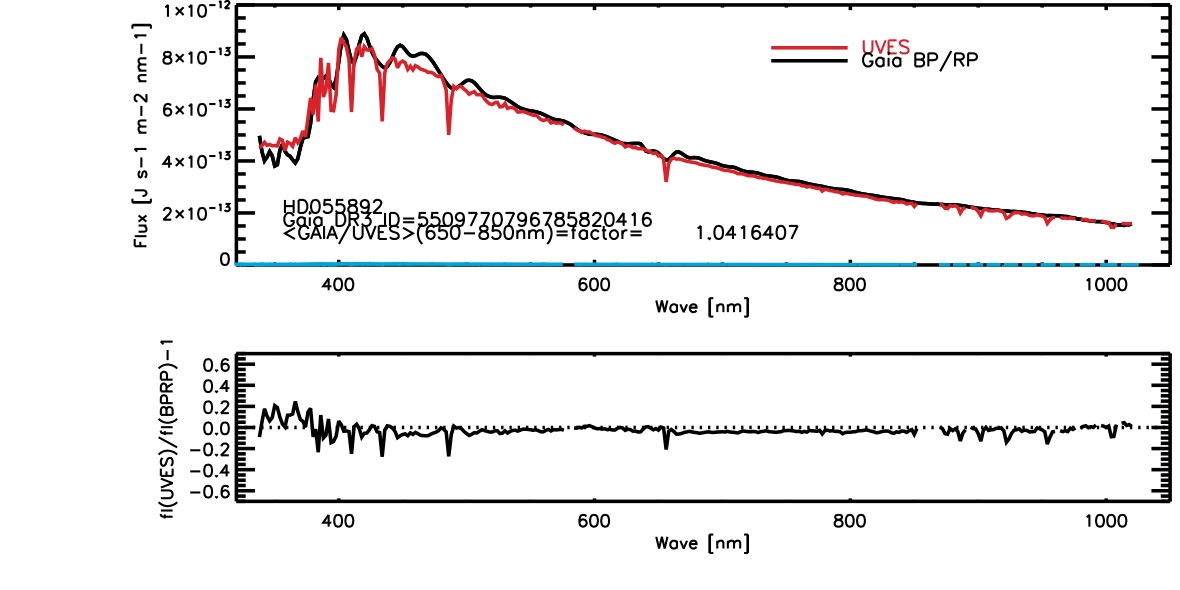 1×10−12
8×10−13
6×10−13
4×10−13
2×10−13
0
Flux [J s−1 m−2 nm−1]
UVES
Gaia BP/RP
HD055892
Gaia DR3 ID=5509770796785820416
<GAIA/UVES>(650−850nm)=factor= 1.0416407
400 600 800 1000
Wave [nm]
0.6
0.4
0.2
0.0
−0.2
−0.4
−0.6
fl(UVES)/fl(BPRP)−1
400 600 800 1000
Wave [nm]